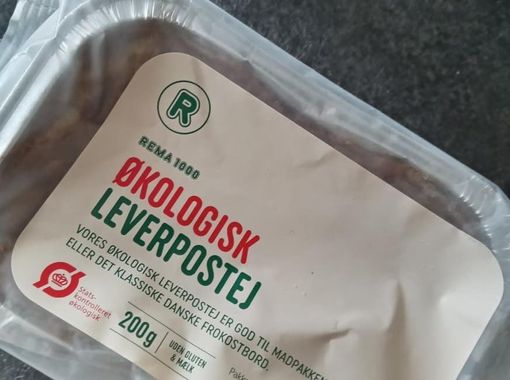 R
REMA 1000
ØKOLOGISK
LEVERPOSTEJ
VORES ØKOLOGISK LEVERPOSTEJ ER GOD TIL MADPAKKEN
ELLER DET KLASSISKE DANSKE FROKOSTBORD.
Ø
Stats-
kontrolleret
økologisk
200g
UDEN GLUTEN
& MÆLK